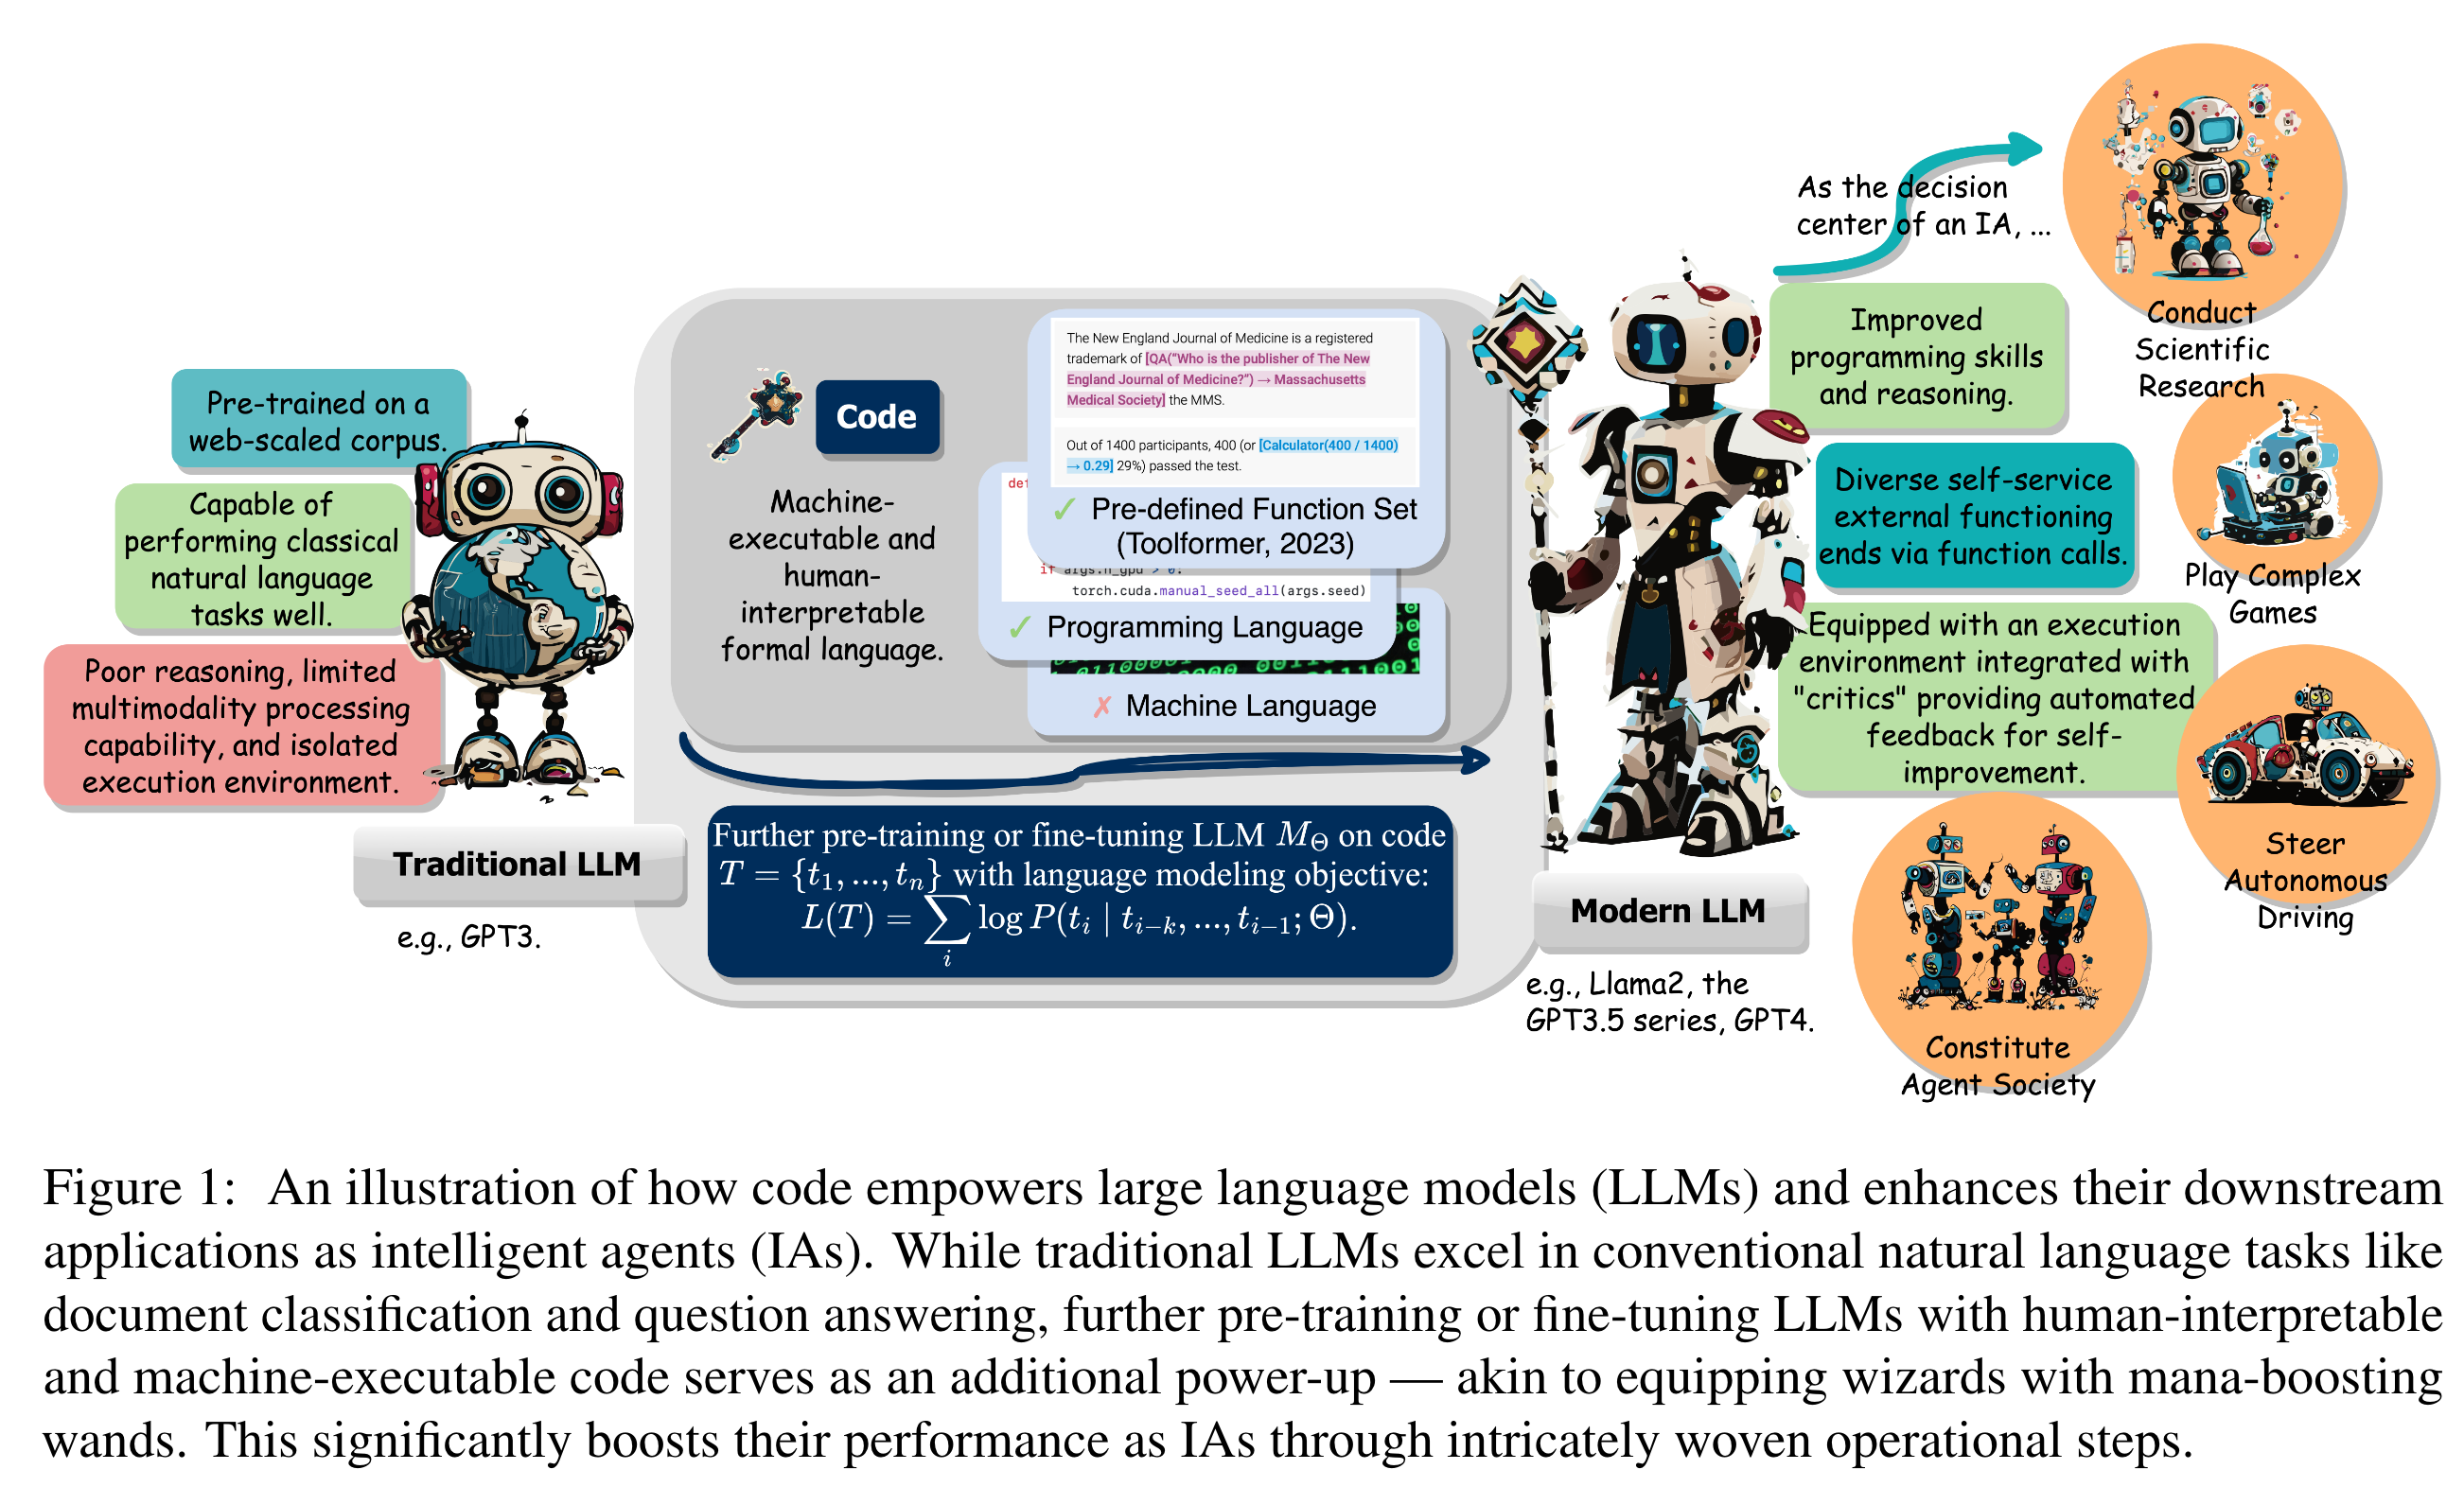 Pre-trained on a
web-scaled corpus.
Capable of
performing classical
natural language
tasks well.
Poor reasoning, limited
multimodality processing
capability, and isolated
execution environment.
Traditional LLM
e.g., GPT3.
Code
Machine-
executable and
human-
interpretable
formal language.
The New England Journal of Medicine is a registered
trademark of [QA("Who is the publisher of The New
England Journal of Medicine?") → Massachusetts
Medical Society] the MMS.
Out of 1400 participants, 400 (or [Calculator(400 / 1400)
→ 0.29] 29%) passed the test.
✓ Pre-defined Function Set
(Toolformer, 2023)
def
if args.n_gpu > 0:
torch.cuda.manual_seed_all(args.seed)
✓ Programming Language
✗ Machine Language
Further pre-training or fine-tuning LLM M_Θ on code
T = {t_1, ..., t_n} with language modeling objective:
L(T) = ∑_i log P(t_i | t_{i−k}, ..., t_{i−1}; Θ).
As the decision
center of an IA, ...
Improved
programming skills
and reasoning.
Diverse self-service
external functioning
ends via function calls.
Equipped with an execution
environment integrated with
"critics" providing automated
feedback for self-
improvement.
Modern LLM
e.g., Llama2, the
GPT3.5 series, GPT4.
Conduct
Scientific
Research
Play Complex
Games
Steer
Autonomous
Driving
Constitute
Agent Society
Figure 1: An illustration of how code empowers large language models (LLMs) and enhances their downstream
applications as intelligent agents (IAs). While traditional LLMs excel in conventional natural language tasks like
document classification and question answering, further pre-training or fine-tuning LLMs with human-interpretable
and machine-executable code serves as an additional power-up — akin to equipping wizards with mana-boosting
wands. This significantly boosts their performance as IAs through intricately woven operational steps.